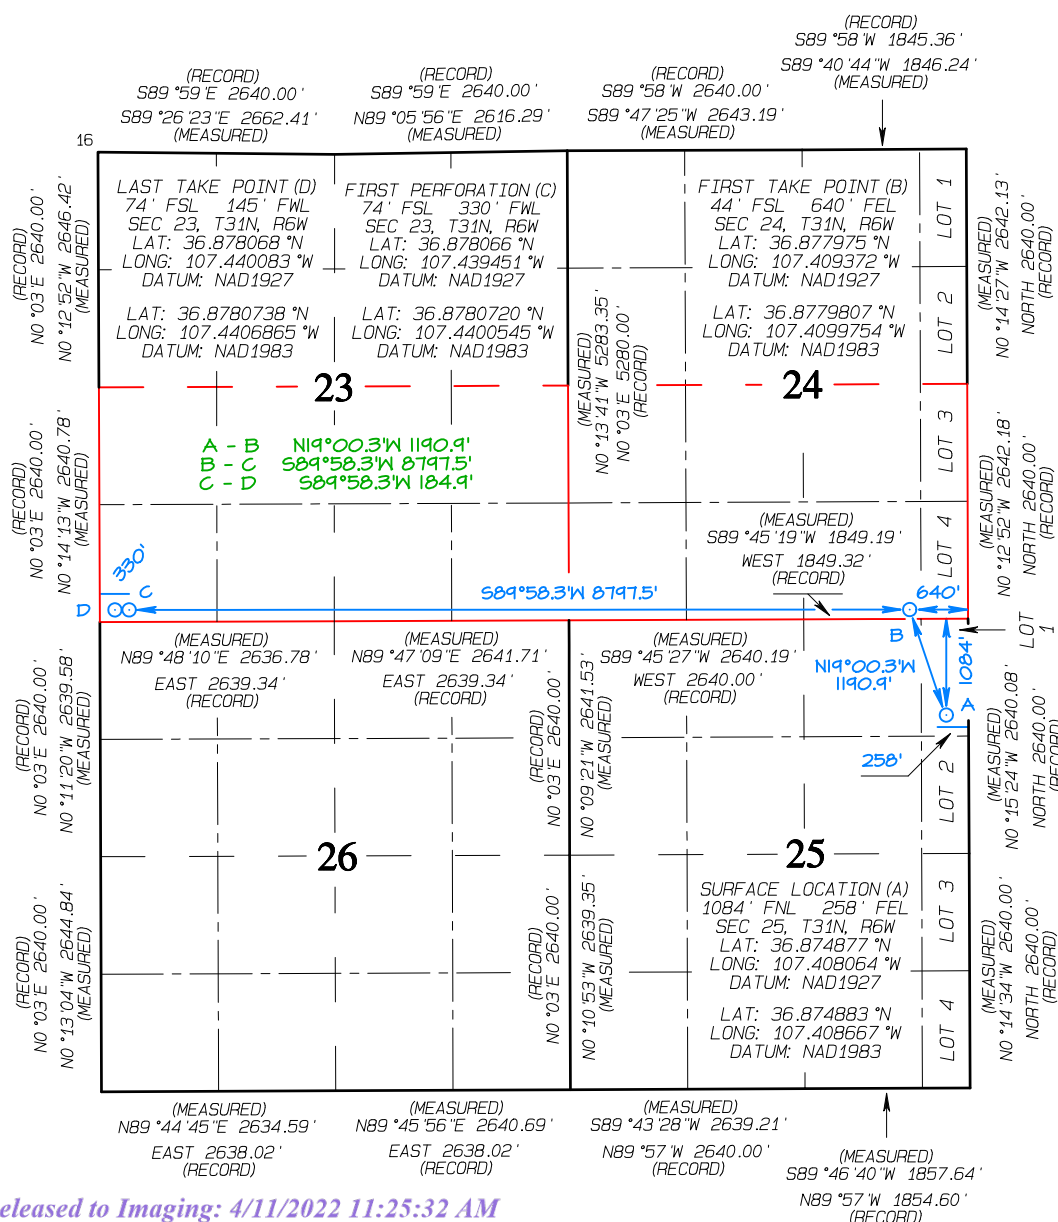 (RECORD)
S89°58'W 1845.36'
S89°40'44"W 1846.24'
(MEASURED)
(RECORD)
S89°59'E 2640.00'
S89°26'23"E 2662.41'
(MEASURED)
(RECORD)
S89°59'E 2640.00'
N89°05'56"E 2616.29'
(MEASURED)
(RECORD)
S89°58'W 2640.00'
S89°47'25"W 2643.19'
(MEASURED)
16
LAST TAKE POINT (D)
74' FSL 145' FWL
SEC 23, T31N, R6W
LAT: 36.878068°N
LONG: 107.440083°W
DATUM: NAD1927
LAT: 36.8780738°N
LONG: 107.4406865°W
DATUM: NAD1983
FIRST PERFORATION (C)
74' FSL 330' FWL
SEC 23, T31N, R6W
LAT: 36.878066°N
LONG: 107.439451°W
DATUM: NAD1927
LAT: 36.8780720°N
LONG: 107.4400545°W
DATUM: NAD1983
FIRST TAKE POINT (B)
44' FSL 640' FEL
SEC 24, T31N, R6W
LAT: 36.877975°N
LONG: 107.409372°W
DATUM: NAD1927
LAT: 36.8779807°N
LONG: 107.4099754°W
DATUM: NAD1983
(RECORD)
N0°03'E 2640.00'
N0°12'52"W 2646.42'
(MEASURED)
(MEASURED)
N0°13'41"W 5283.35'
N0°03'E 5280.00'
(RECORD)
LOT 1
LOT 2
LOT 3
LOT 4
(MEASURED)
N0°14'27"W 2642.13'
NORTH 2640.00'
(RECORD)
23
24
A - B N19°00.3'W 1190.9'
B - C S89°58.3'W 8797.5'
C - D S89°58.3'W 184.9'
(RECORD)
N0°03'E 2640.00'
N0°14'13"W 2640.78'
(MEASURED)
(MEASURED)
N0°12'52"W 2642.18'
NORTH 2640.00'
(RECORD)
(MEASURED)
S89°45'19"W 1849.19'
WEST 1849.32'
(RECORD)
330'
C
D
S89°58.3'W 8797.5'
640'
B
LOT 1
1084'
N19°00.3'W
1190.9'
A
258'
(MEASURED)
N89°48'10"E 2636.78'
EAST 2639.34'
(RECORD)
(MEASURED)
N89°47'09"E 2641.71'
EAST 2639.34'
(RECORD)
(MEASURED)
S89°45'27"W 2640.19'
WEST 2640.00'
(RECORD)
(RECORD)
N0°03'E 2640.00'
N0°11'20"W 2639.58'
(MEASURED)
(RECORD)
N0°03'E 2640.00'
N0°09'21"W 2641.53'
(MEASURED)
(MEASURED)
N0°15'24"W 2640.08'
NORTH 2640.00'
(RECORD)
LOT 2
LOT 3
LOT 4
26
25
SURFACE LOCATION (A)
1084' FNL 258' FEL
SEC 25, T31N, R6W
LAT: 36.874877°N
LONG: 107.408064°W
DATUM: NAD1927
LAT: 36.874883°N
LONG: 107.408667°W
DATUM: NAD1983
(RECORD)
N0°03'E 2640.00'
N0°13'04"W 2644.84'
(MEASURED)
(RECORD)
N0°03'E 2640.00'
N0°10'53"W 2639.35'
(MEASURED)
(MEASURED)
N0°14'34"W 2640.00'
NORTH 2640.00'
(RECORD)
(MEASURED)
N89°44'45"E 2634.59'
EAST 2638.02'
(RECORD)
(MEASURED)
N89°45'56"E 2640.69'
EAST 2638.02'
(RECORD)
(MEASURED)
S89°43'28"W 2639.21'
N89°57'W 2640.00'
(RECORD)
(MEASURED)
S89°46'40"W 1857.64'
N89°57'W 1854.60'
(RECORD)
eleased to Imaging: 4/11/2022 11:25:32 AM